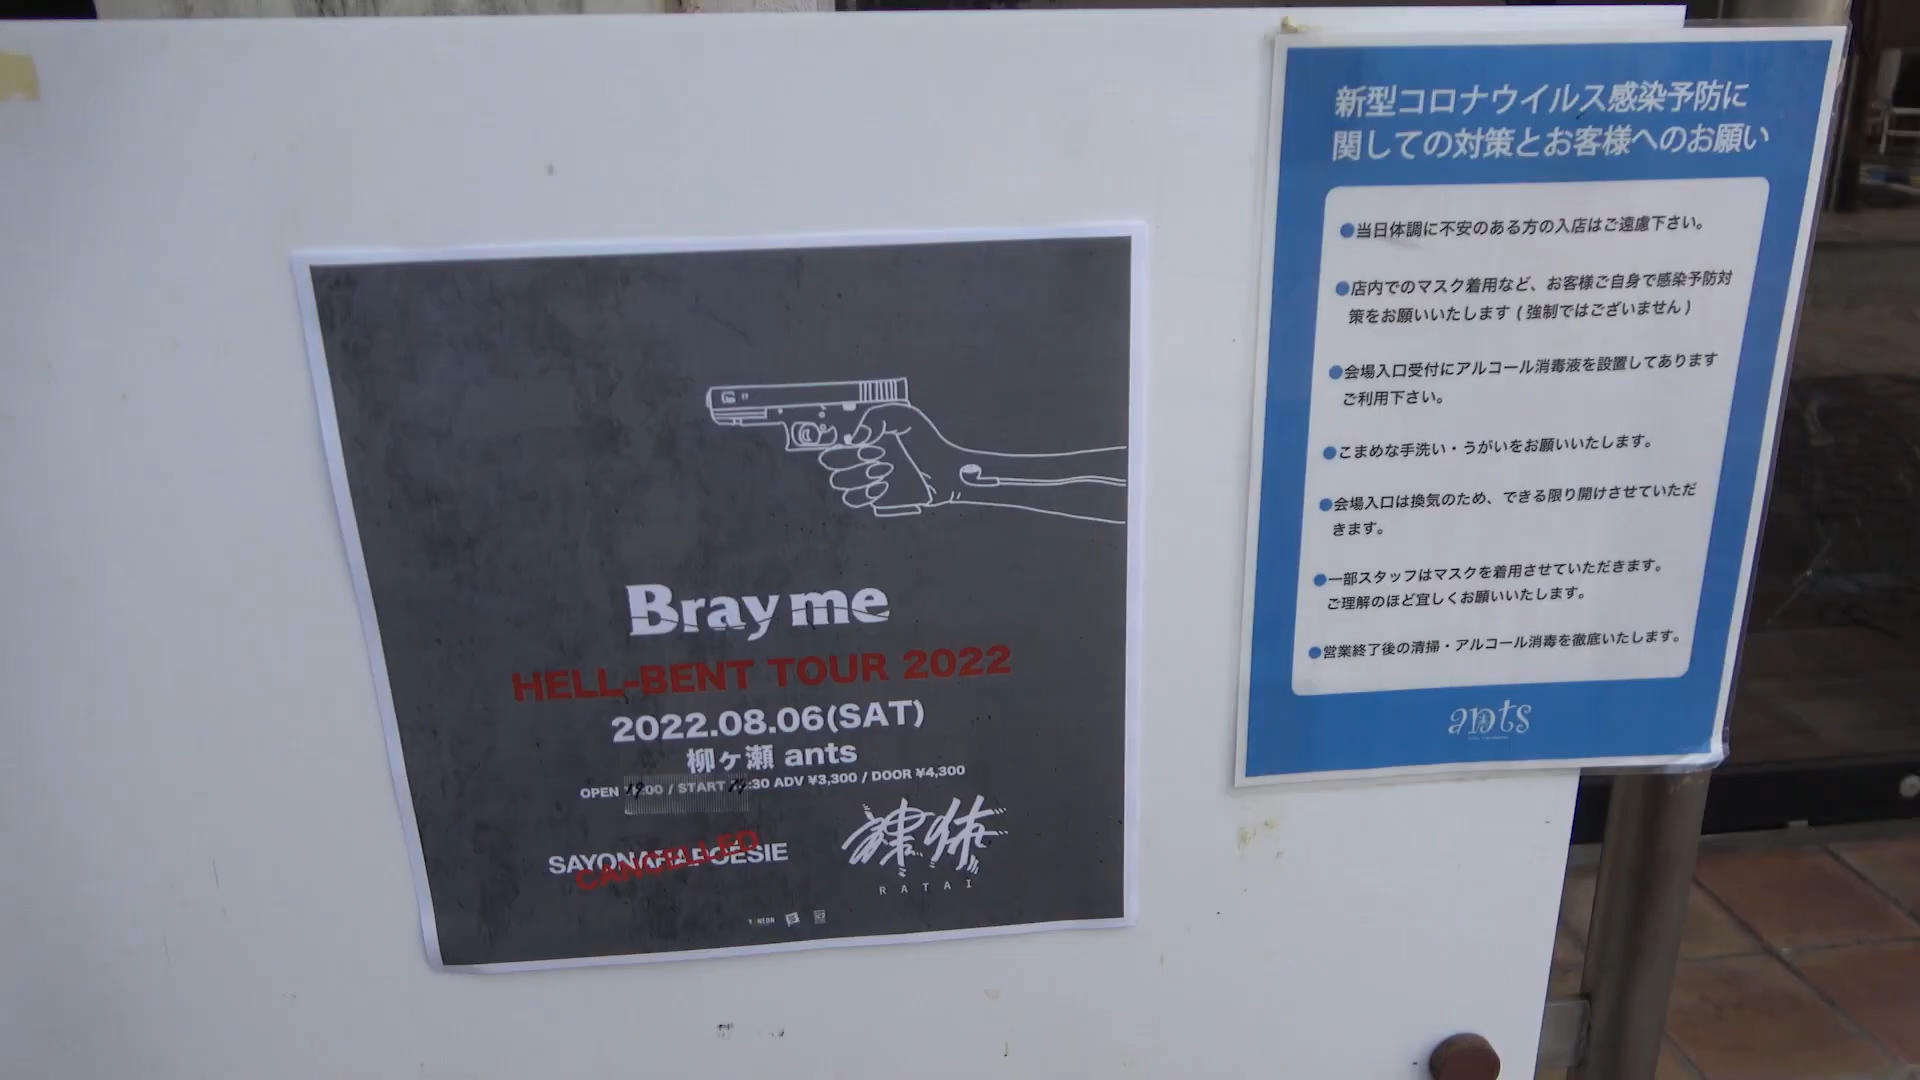 Bray me
HELL-BENT TOUR 2022
2022.08.06(SAT)
柳ヶ瀬 ants
OPEN 19:00 / START 19:30 ADV ¥3,300 / DOOR ¥4,300
SAYONARAPOESIE
CANCELLED
裸体
RATAI
新型コロナウイルス感染予防に
関しての対策とお客様へのお願い
●当日体調に不安のある方の入店はご遠慮下さい。
●店内でのマスク着用など、お客様ご自身で感染予防対
策をお願いいたします(強制ではございません)
●会場入口受付にアルコール消毒液を設置してあります
ご利用下さい。
●こまめな手洗い・うがいをお願いいたします。
●会場入口は換気のため、できる限り開けさせていただ
きます。
●一部スタッフはマスクを着用させていただきます。
ご理解のほど宜しくお願いいたします。
●営業終了後の清掃・アルコール消毒を徹底いたします。
ants